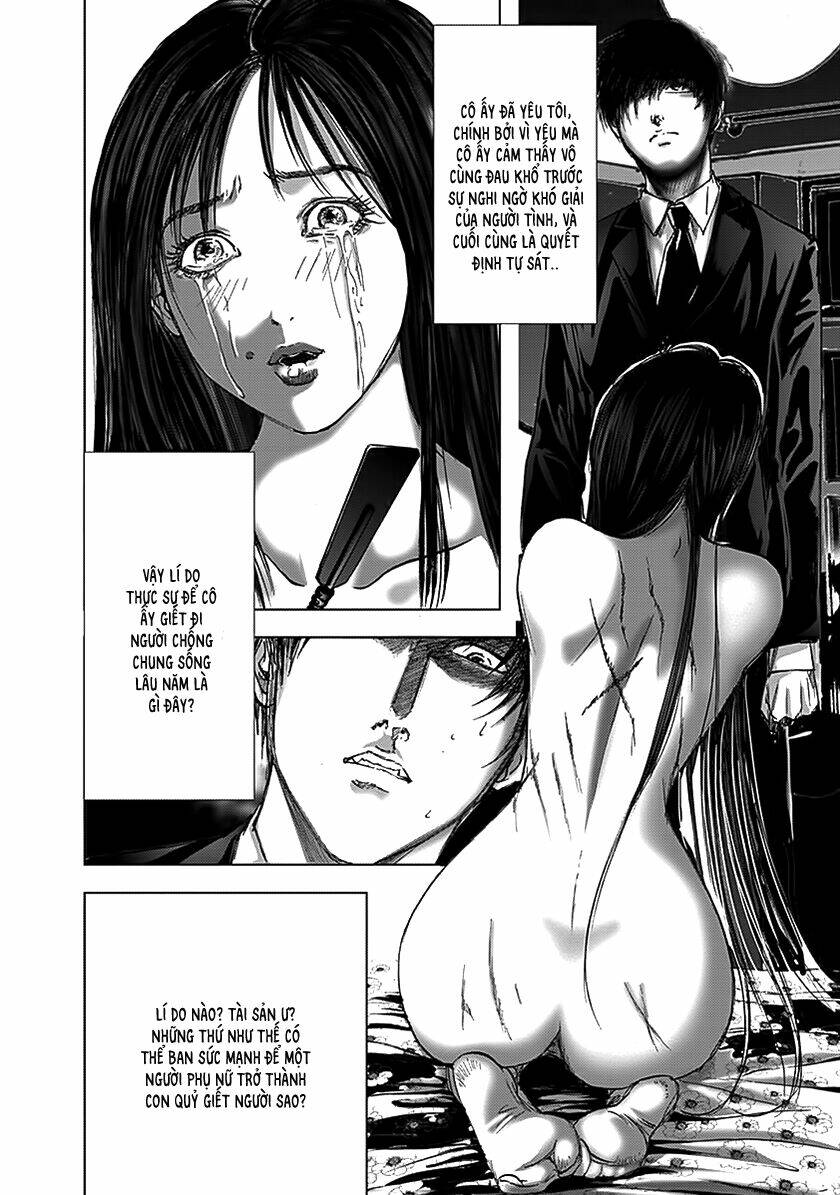 CÔ ẤY ĐÃ YÊU TÔI,
CHÍNH BỞI VÌ YÊU MÀ
CÔ ẤY CẢM THẤY VÔ
CÙNG ĐAU KHỔ TRƯỚC
SỰ NGHI NGỜ KHÓ GIẢI
CỦA NGƯỜI TÌNH, VÀ
CUỐI CÙNG LÀ QUYẾT
ĐỊNH TỰ SÁT..
VẬY LÍ DO
THỰC SỰ ĐỂ CÔ
ẤY GIẾT ĐI
NGƯỜI CHỒNG
CHUNG SỐNG
LÂU NĂM LÀ
GÌ ĐÂY?
LÍ DO NÀO? TÀI SẢN Ư?
NHỮNG THỨ NHƯ THẾ CÓ
THỂ BAN SỨC MẠNH ĐỂ MỘT
NGƯỜI PHỤ NỮ TRỞ THÀNH
CON QUỶ GIẾT NGƯỜI SAO?